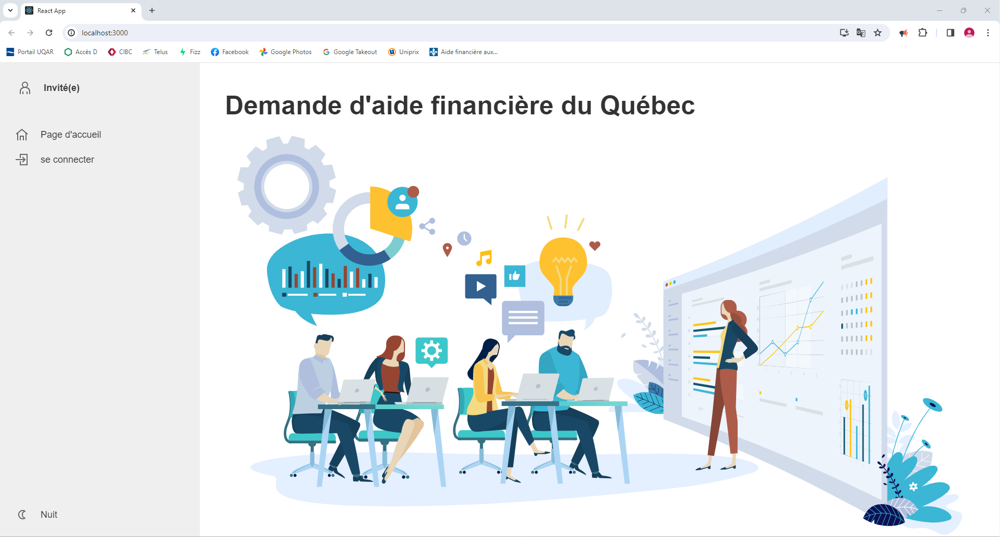 React App
localhost:3000
Portail UQAR Accès D CIBC Telus Fizz Facebook Google Photos Google Takeout Uniprix Aide financière aux...
Invité(e)
Demande d'aide financière du Québec
Page d'accueil
se connecter
Nuit